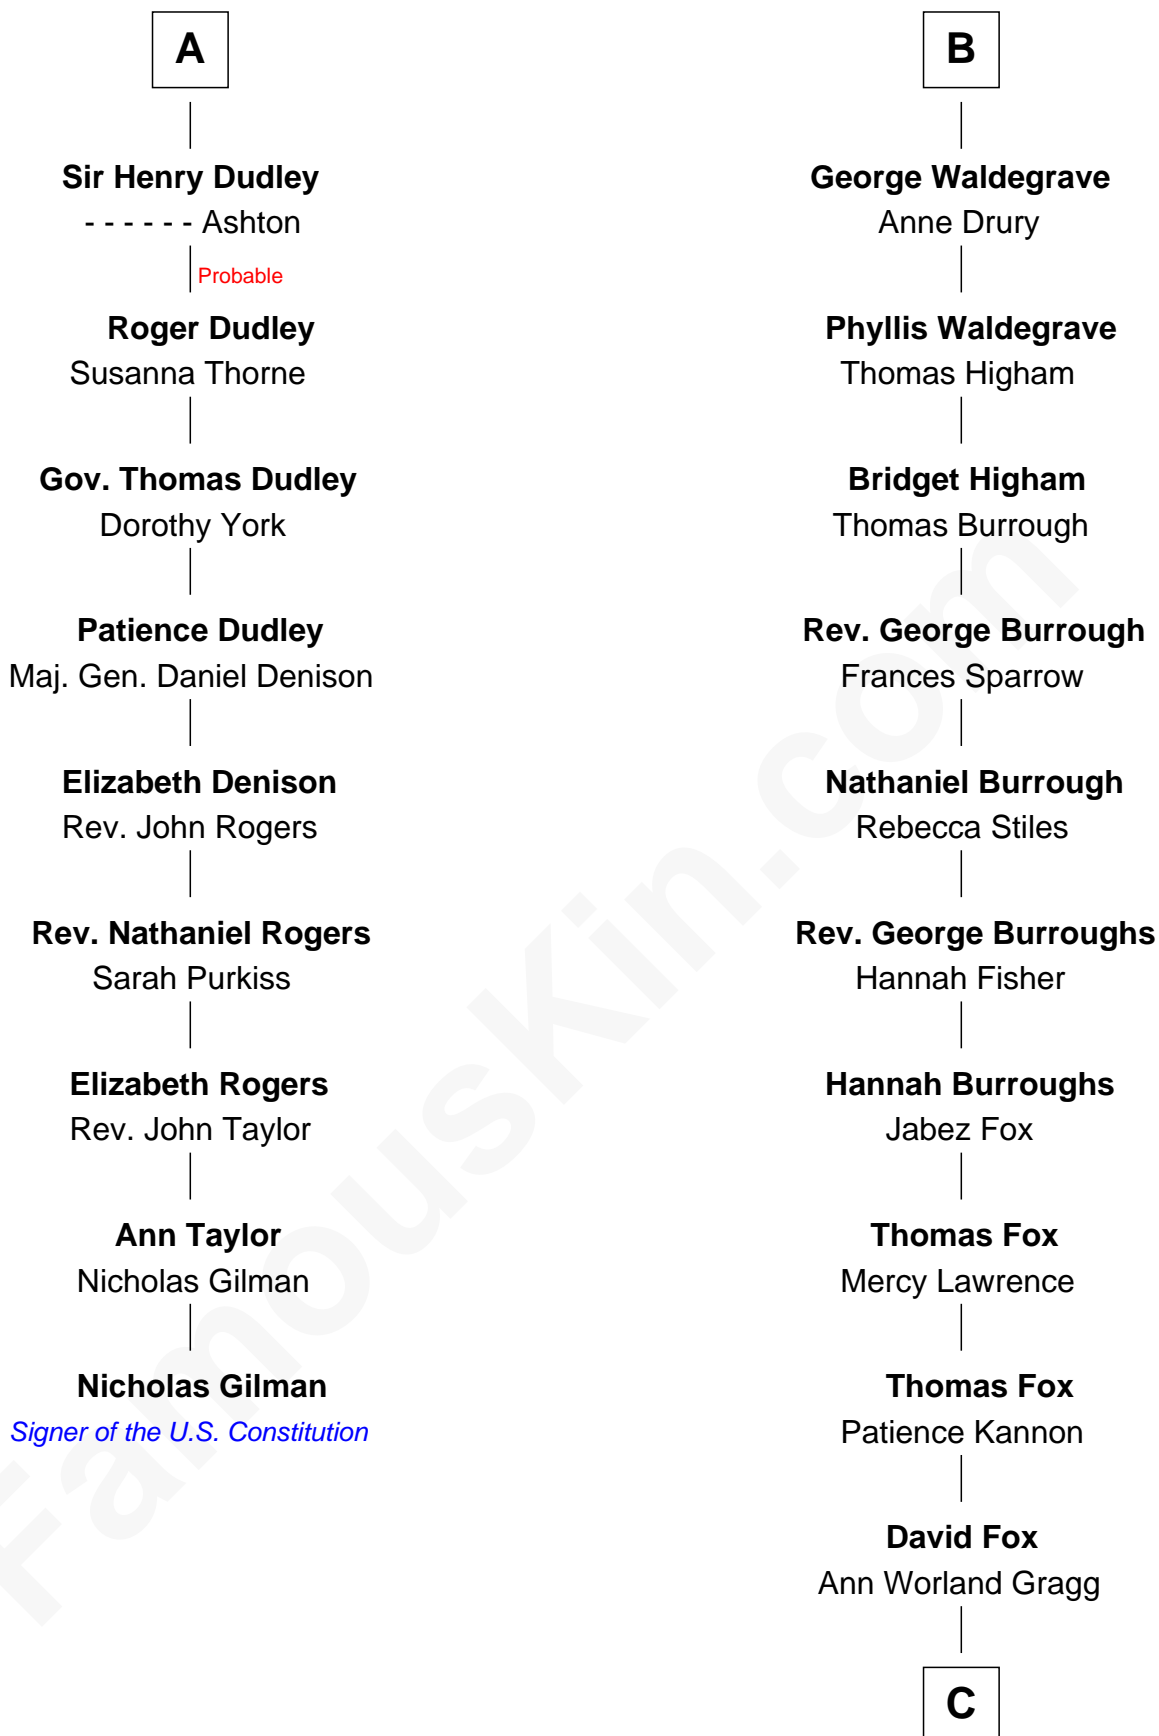 A
Sir Henry Dudley
- - - - - - Ashton
Probable
Roger Dudley
Susanna Thorne
Gov. Thomas Dudley
Dorothy York
Patience Dudley
Maj. Gen. Daniel Denison
Elizabeth Denison
Rev. John Rogers
Rev. Nathaniel Rogers
Sarah Purkiss
Elizabeth Rogers
Rev. John Taylor
Ann Taylor
Nicholas Gilman
Nicholas Gilman
Signer of the U.S. Constitution
B
George Waldegrave
Anne Drury
Phyllis Waldegrave
Thomas Higham
Bridget Higham
Thomas Burrough
Rev. George Burrough
Frances Sparrow
Nathaniel Burrough
Rebecca Stiles
Rev. George Burroughs
Hannah Fisher
Hannah Burroughs
Jabez Fox
Thomas Fox
Mercy Lawrence
Thomas Fox
Patience Kannon
David Fox
Ann Worland Gragg
C
FamousKin.com